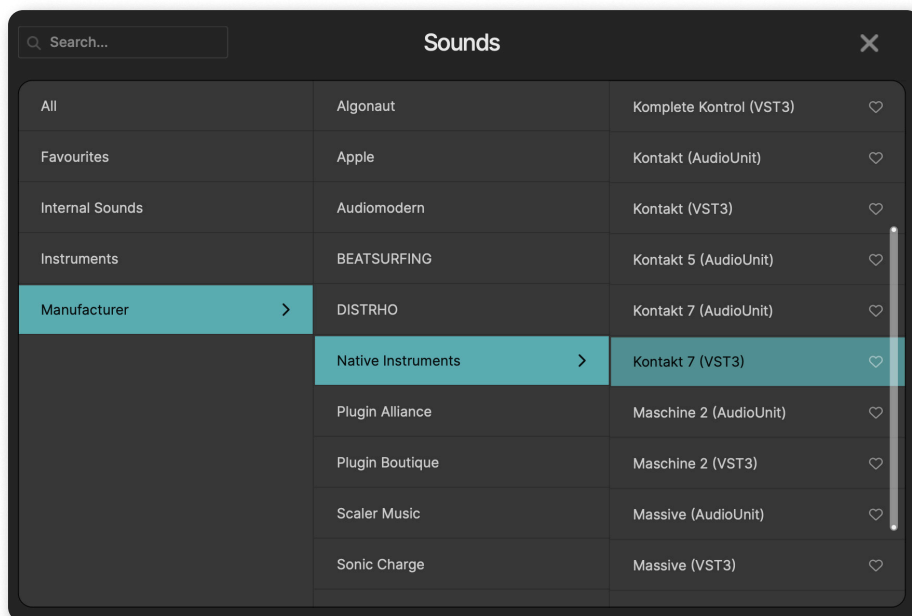 Search...
Sounds
All
Favourites
Internal Sounds
Instruments
Manufacturer
Algonaut
Apple
Audiomodern
BEATSURFING
DISTRHO
Native Instruments
Plugin Alliance
Plugin Boutique
Scaler Music
Sonic Charge
Komplete Kontrol (VST3)
Kontakt (AudioUnit)
Kontakt (VST3)
Kontakt 5 (AudioUnit)
Kontakt 7 (AudioUnit)
Kontakt 7 (VST3)
Maschine 2 (AudioUnit)
Maschine 2 (VST3)
Massive (AudioUnit)
Massive (VST3)